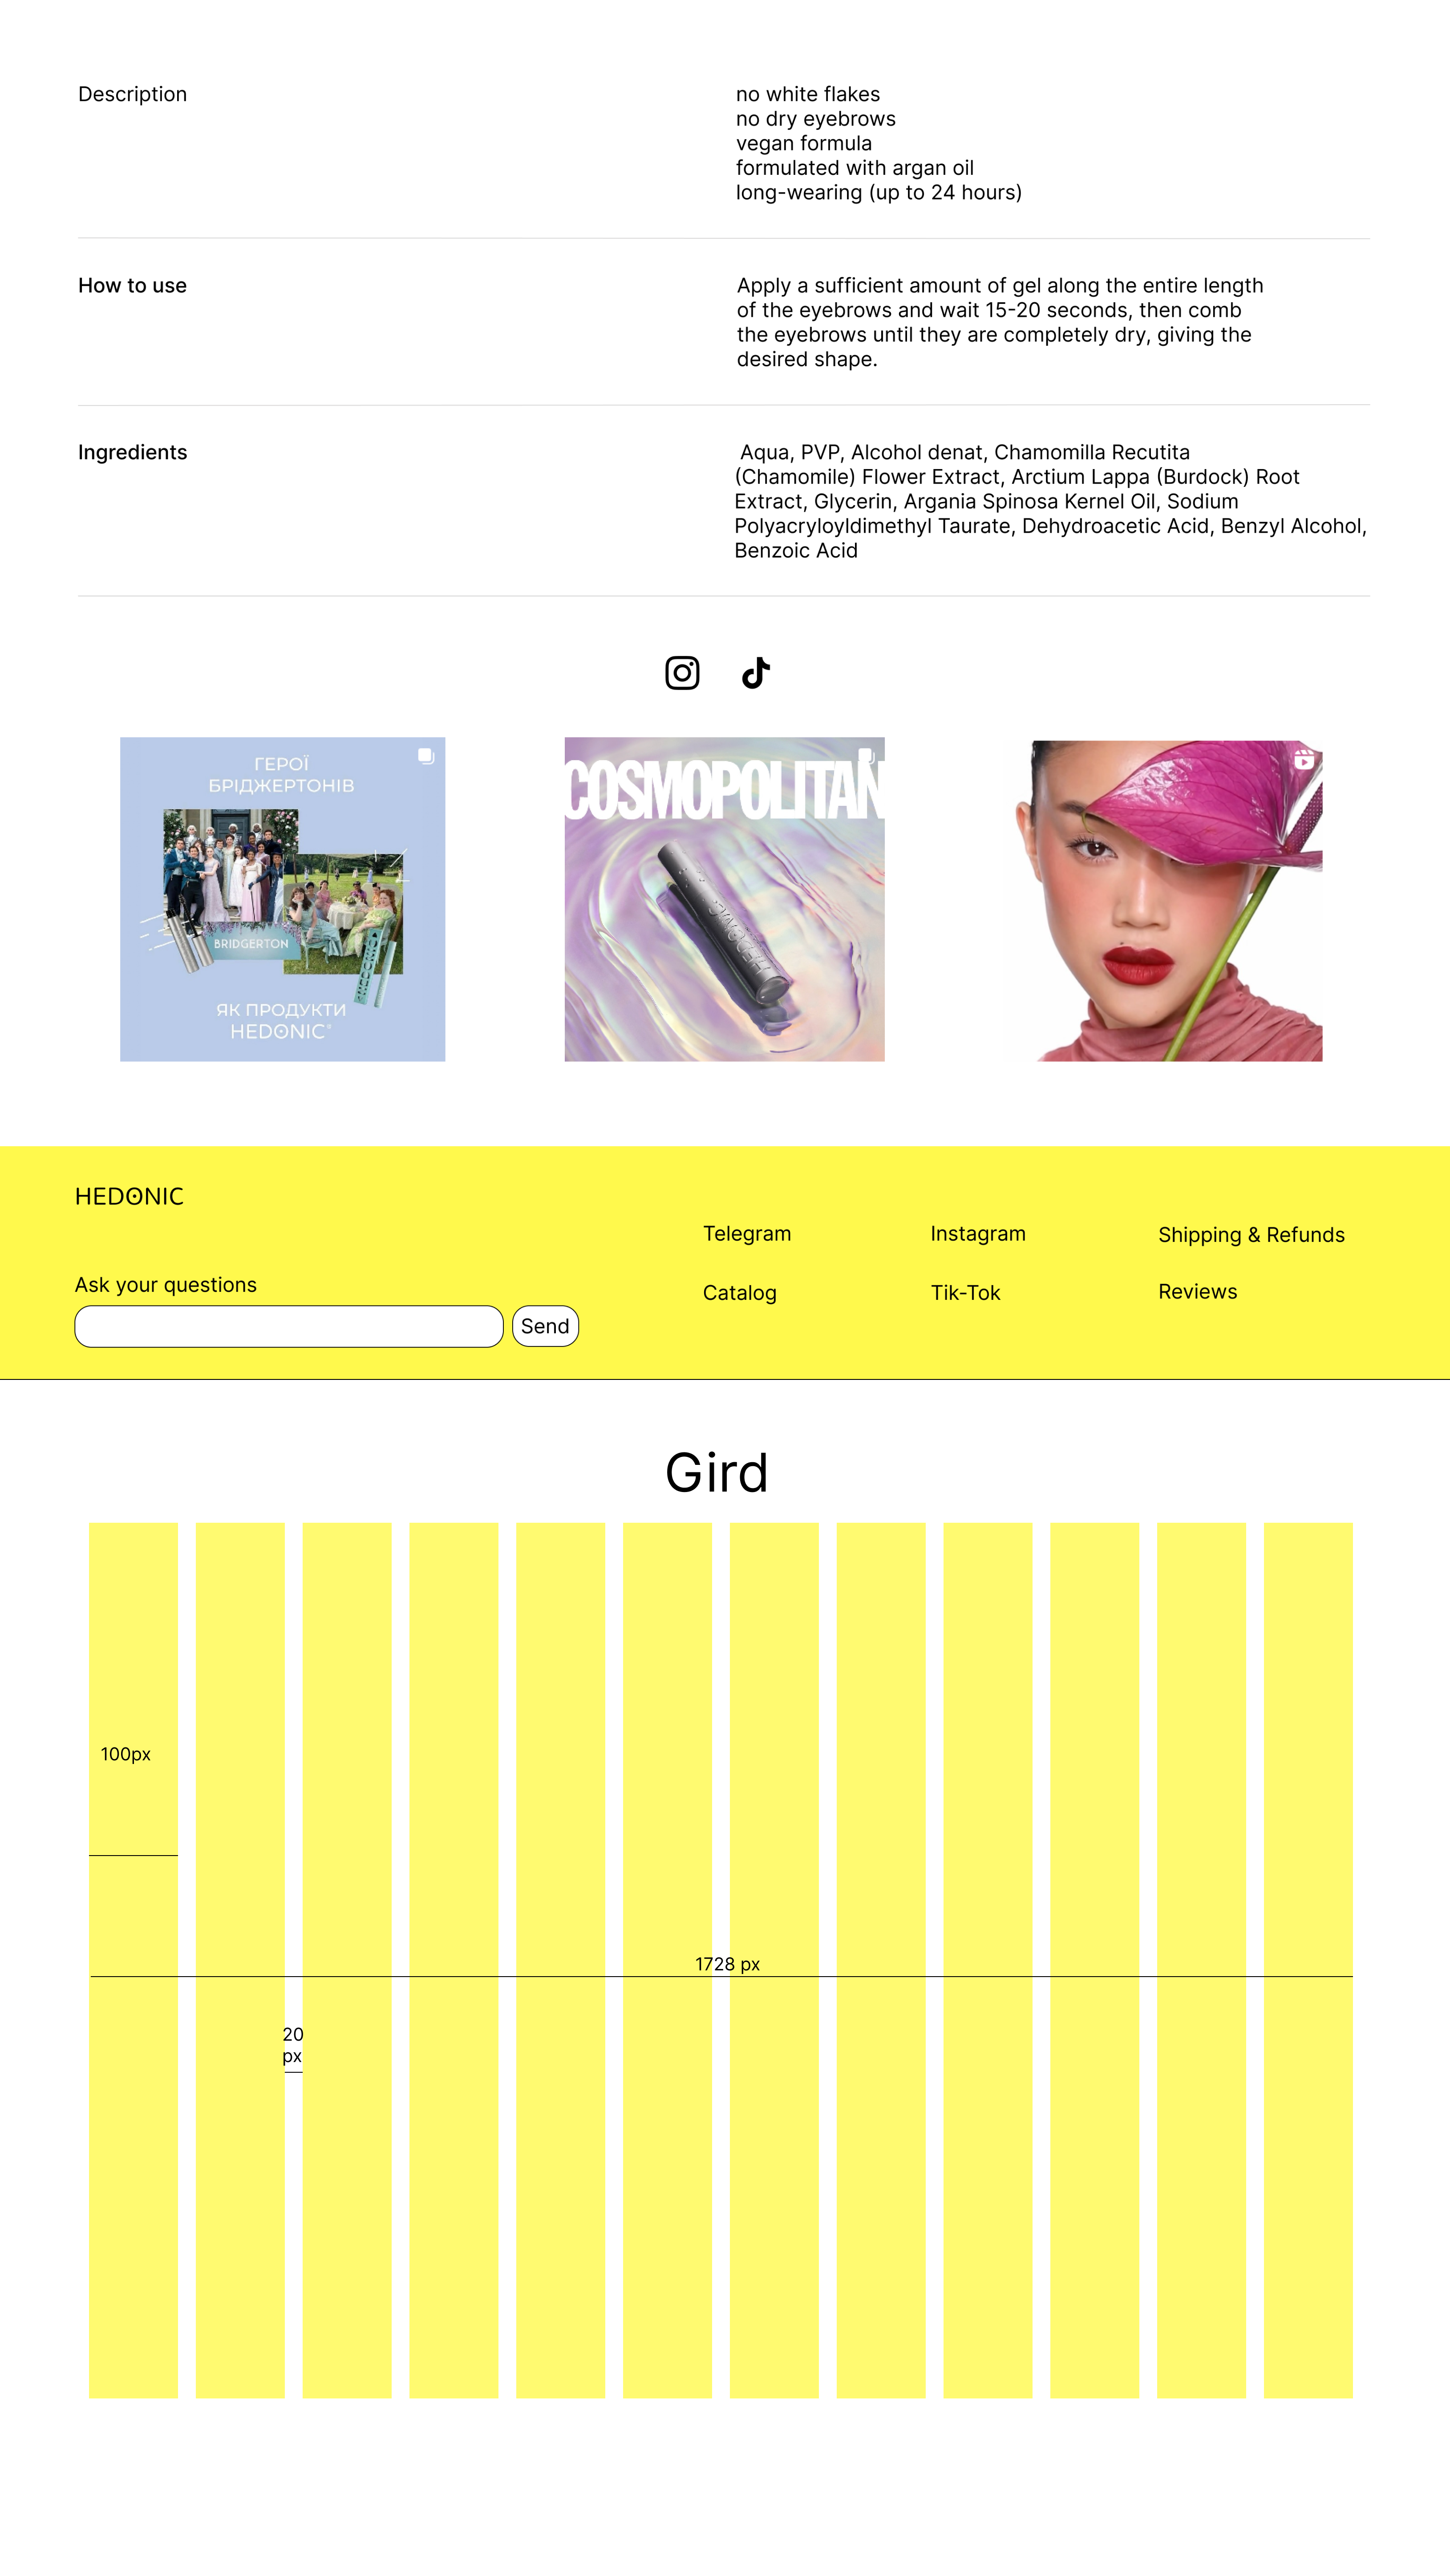 Description
no white flakes
no dry eyebrows
vegan formula
formulated with argan oil
long-wearing (up to 24 hours)
How to use
Apply a sufficient amount of gel along the entire length
of the eyebrows and wait 15-20 seconds, then comb
the eyebrows until they are completely dry, giving the
desired shape.
Ingredients
Aqua, PVP, Alcohol denat, Chamomilla Recutita
(Chamomile) Flower Extract, Arctium Lappa (Burdock) Root
Extract, Glycerin, Argania Spinosa Kernel Oil, Sodium
Polyacryloyldimethyl Taurate, Dehydroacetic Acid, Benzyl Alcohol,
Benzoic Acid
ГЕРОЇ
БРІДЖЕРТОНІВ
BRIDGERTON
ЯК ПРОДУКТИ
HEDONIC®
COSMOPOLITAN
HEDONIC
HEDONIC
Ask your questions
Send
Telegram
Instagram
Shipping & Refunds
Catalog
Tik-Tok
Reviews
Gird
100px
1728 px
20
px